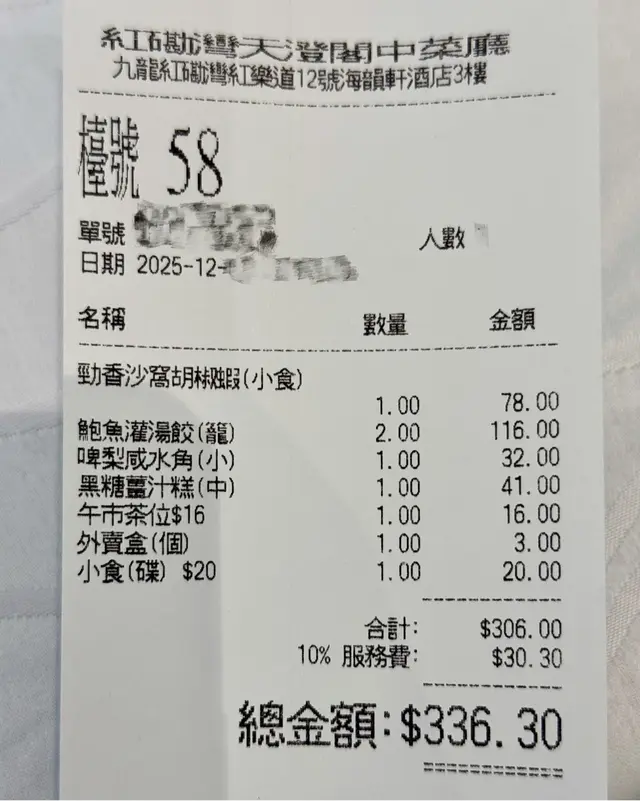 紅磡灣天澄閣中菜廳
九龍紅磡灣紅樂道12號海韻軒酒店3樓
檯號 58
單號
人數
日期 2025-12-
名稱 數量 金額
勁香沙窩胡椒蝦(小食)
1.00 78.00
鮑魚灌湯餃(籠) 2.00 116.00
啤梨咸水角(小) 1.00 32.00
黑糖薑汁糕(中) 1.00 41.00
午市茶位$16 1.00 16.00
外賣盒(個) 1.00 3.00
小食(碟) $20 1.00 20.00
合計: $306.00
10% 服務費: $30.30
總金額:$336.30